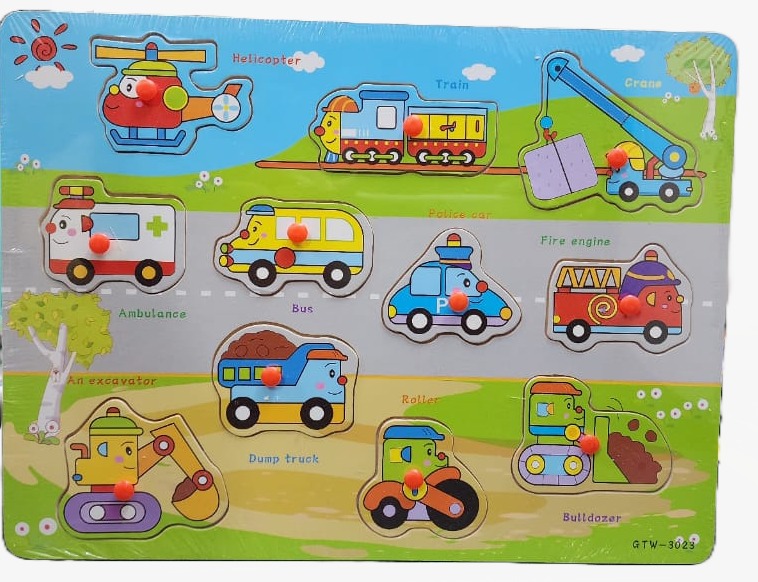 Helicopter
Train
Crane
Police car
Fire engine
Ambulance
Bus
P
An excavator
Roller
Dump truck
Bulldozer
GTW-3023